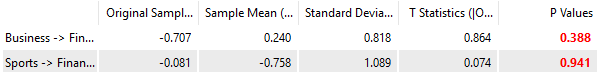 Original Sampl... Sample Mean (... Standard Devia... T Statistics (|O... P Values
Business -> Fin... -0.707 0.240 0.818 0.864 0.388
Sports -> Finan... -0.081 -0.758 1.089 0.074 0.941